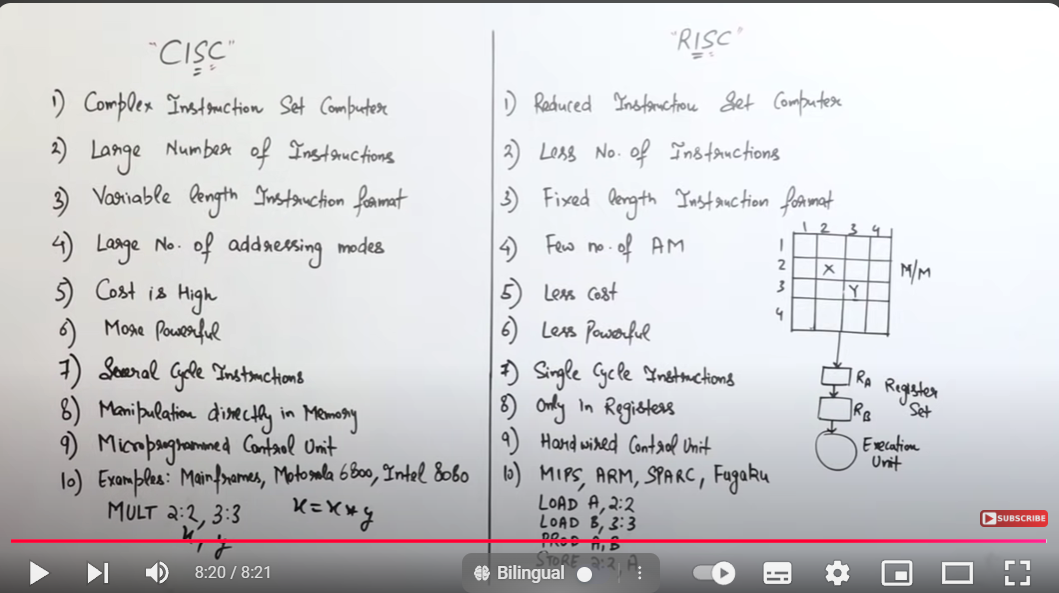 "CISC"
1) Complex Instruction Set Computer
2) Large Number of Instructions
3) Variable length Instruction format
4) Large No. of addressing modes
5) Cost is High
6) More Powerful
7) Several Cycle Instructions
8) Manipulation directly in Memory
9) Microprogrammed Control Unit
10) Examples: Mainframes, Motorola 6800, Intel 8080
MULT 2:2, 3:3
x = x * y
x, y
"RISC"
1) Reduced Instruction Set Computer
2) Less No. of Instructions
3) Fixed length Instruction format
4) Few no. of AM
5) Less Cost
6) Less Powerful
7) Single Cycle Instructions
8) Only In Registers
9) Hardwired Control Unit
10) MIPS, ARM, SPARC, Fugaku
LOAD A, 2:2
LOAD B, 3:3
PROD A, B
STORE 2:2, A
1 2 3 4
1
2 X
3 Y
4
M/M
RA
RB
Register
Set
Execution
Unit
SUBSCRIBE
8:20 / 8:21
Bilingual